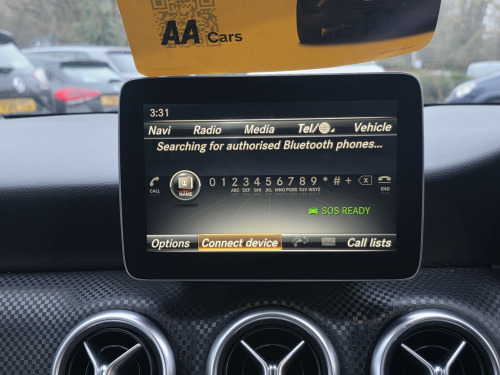 AA Cars
3:31
Navi Radio Media Tel/ Vehicle
Searching for authorised Bluetooth phones...
0 1 2 3 4 5 6 7 8 9 * # +
ABC DEF GHI JKL MNO PQRS TUV WXYZ
CALL NAME END
SOS READY
Options Connect device Call lists